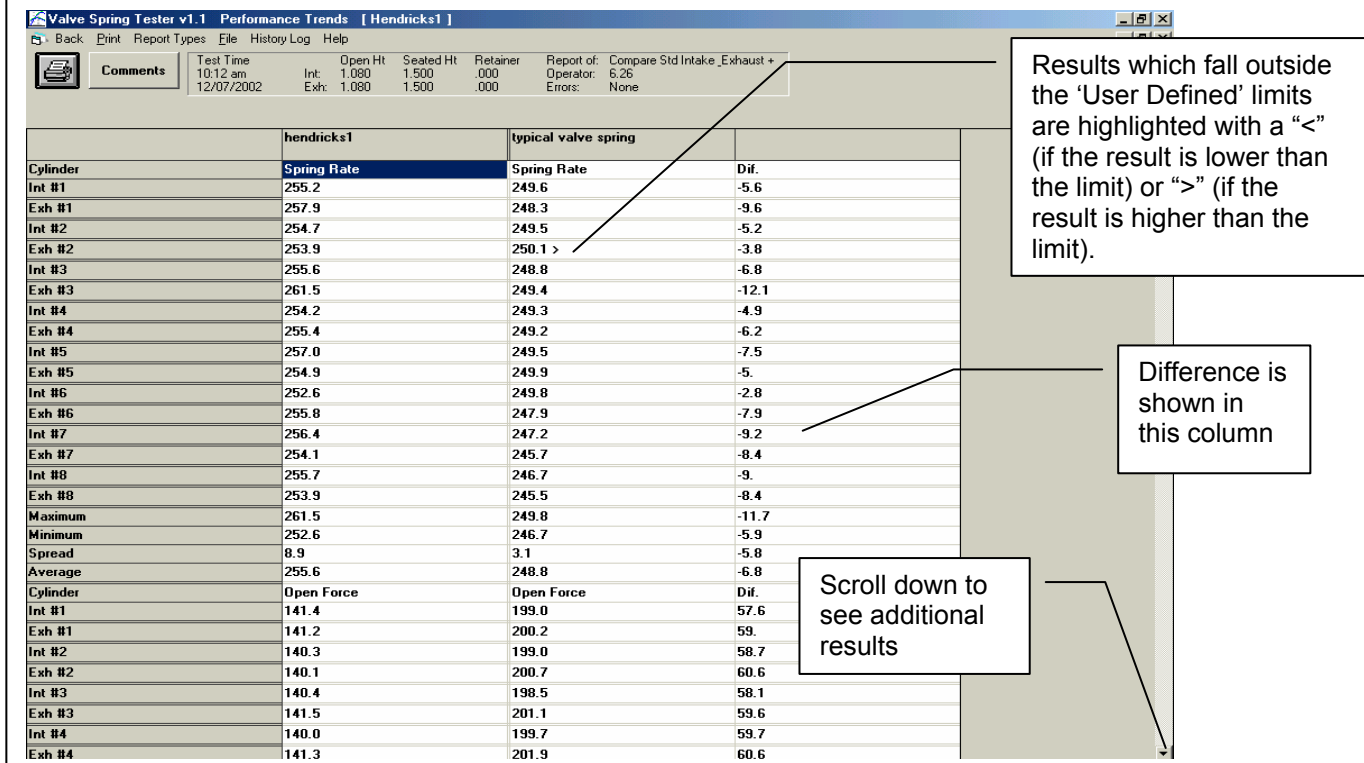 Valve Spring Tester v1.1 Performance Trends [ Hendricks1 ]
Back Print Report Types File History Log Help
Comments
Test Time Open Ht Seated Ht Retainer Report of: Compare Std Intake _Exhaust +
10:12 am Int: 1.080 1.500 .000 Operator: 6.26
12/07/2002 Exh: 1.080 1.500 .000 Errors: None
hendricks1 typical valve spring
Cylinder Spring Rate Spring Rate Dif.
Int #1 255.2 249.6 -5.6
Exh #1 257.9 248.3 -9.6
Int #2 254.7 249.5 -5.2
Exh #2 253.9 250.1 > -3.8
Int #3 255.6 248.8 -6.8
Exh #3 261.5 249.4 -12.1
Int #4 254.2 249.3 -4.9
Exh #4 255.4 249.2 -6.2
Int #5 257.0 249.5 -7.5
Exh #5 254.9 249.9 -5.
Int #6 252.6 249.8 -2.8
Exh #6 255.8 247.9 -7.9
Int #7 256.4 247.2 -9.2
Exh #7 254.1 245.7 -8.4
Int #8 255.7 246.7 -9.
Exh #8 253.9 245.5 -8.4
Maximum 261.5 249.8 -11.7
Minimum 252.6 246.7 -5.9
Spread 8.9 3.1 -5.8
Average 255.6 248.8 -6.8
Cylinder Open Force Open Force Dif.
Int #1 141.4 199.0 57.6
Exh #1 141.2 200.2 59.
Int #2 140.3 199.0 58.7
Exh #2 140.1 200.7 60.6
Int #3 140.4 198.5 58.1
Exh #3 141.5 201.1 59.6
Int #4 140.0 199.7 59.7
Exh #4 141.3 201.9 60.6
Results which fall outside
the ‘User Defined’ limits
are highlighted with a “<”
(if the result is lower than
the limit) or “>” (if the
result is higher than the
limit).
Difference is
shown in
this column
Scroll down to
see additional
results